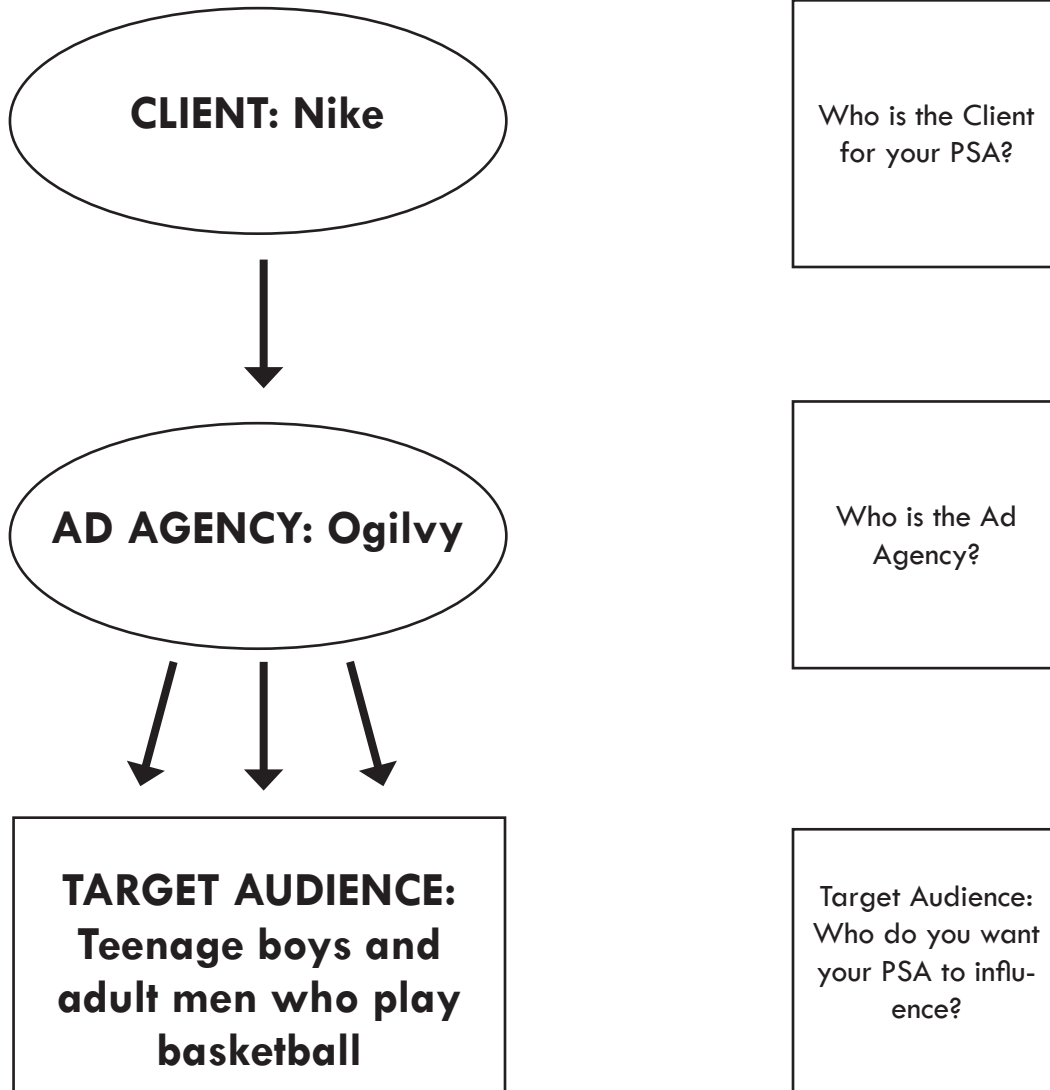 CLIENT: Nike
Who is the Client
for your PSA?
AD AGENCY: Ogilvy
Who is the Ad
Agency?
TARGET AUDIENCE:
Teenage boys and
adult men who play
basketball
Target Audience:
Who do you want
your PSA to influ-
ence?